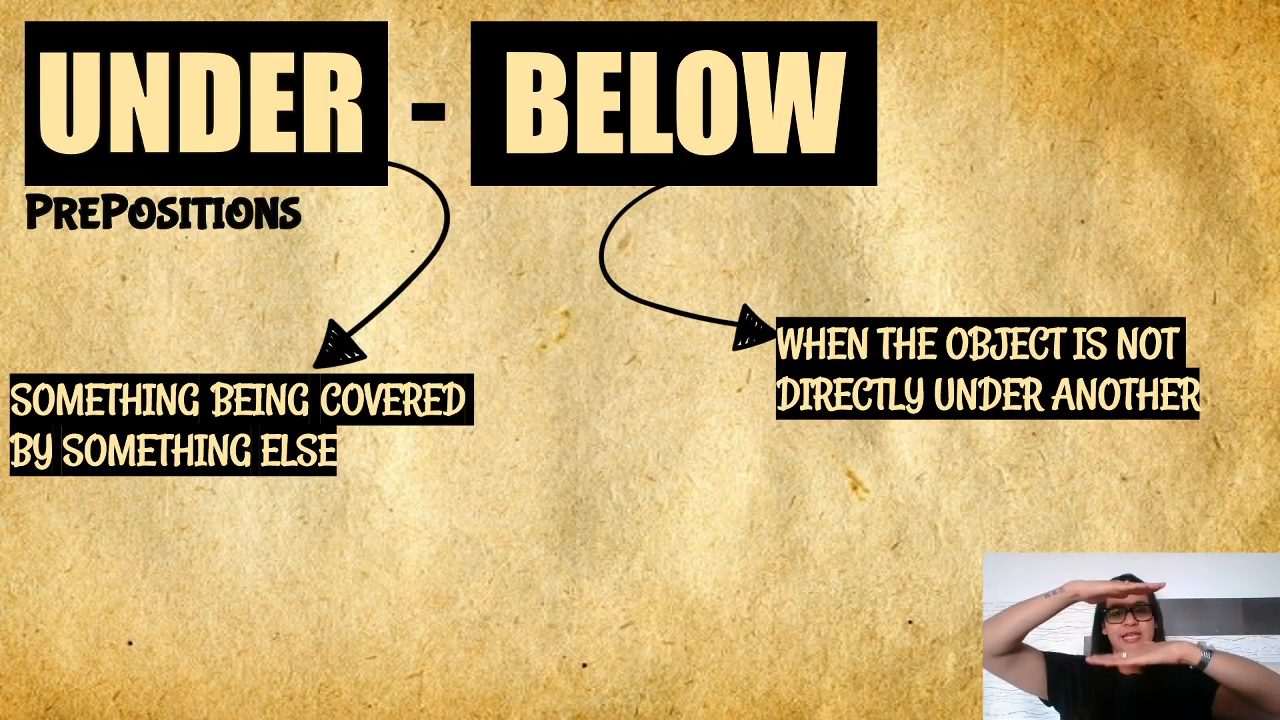 UNDER - BELOW
PREPOSITIONS
SOMETHING BEING COVERED
BY SOMETHING ELSE
WHEN THE OBJECT IS NOT
DIRECTLY UNDER ANOTHER